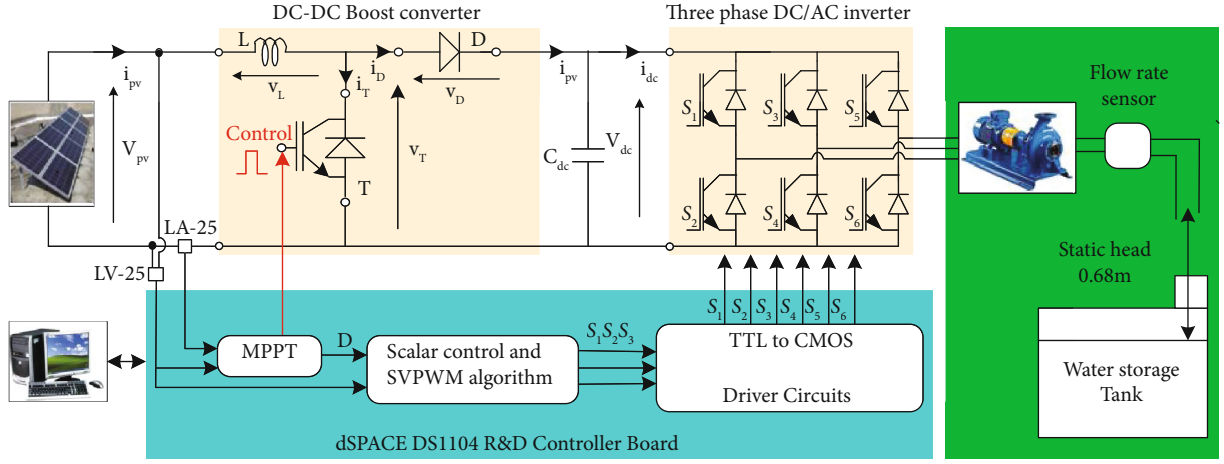 DC-DC Boost converter
Three phase DC/AC inverter
L
D
i_pv
v_L
i_D
i_T
v_D
i_pv
i_dc
Control
V_pv
v_T
C_dc
V_dc
T
S_1
S_3
S_5
S_2
S_4
S_6
Flow rate
sensor
LA-25
LV-25
Static head
0.68m
S_1 S_2 S_3 S_4 S_5 S_6
MPPT
D
Scalar control and
SVPWM algorithm
S_1S_2S_3
TTL to CMOS
Driver Circuits
Water storage
Tank
dSPACE DS1104 R&D Controller Board